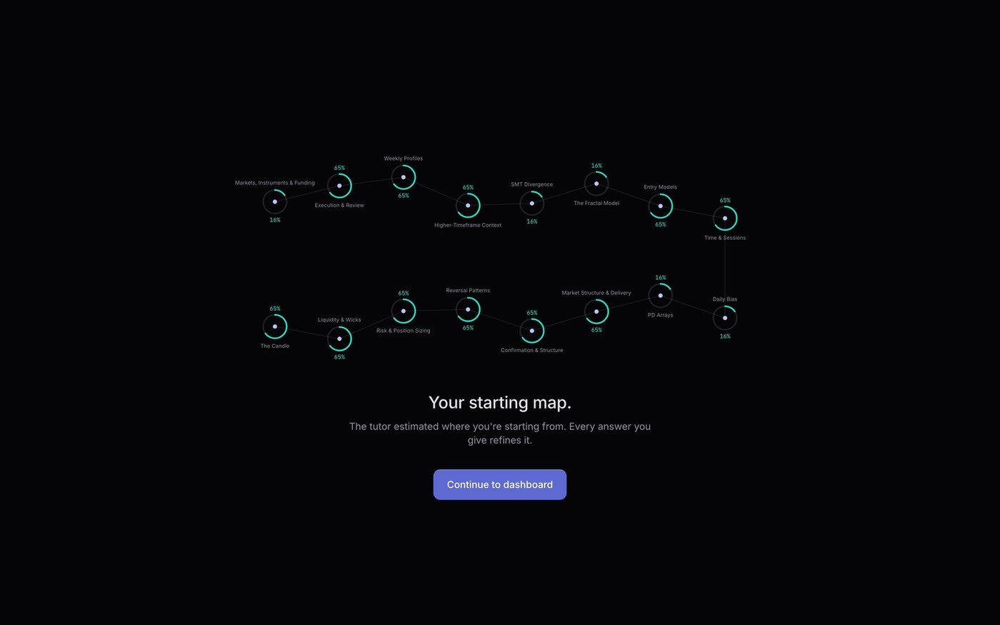 Weekly Profiles
16%
65%
Markets, Instruments & Funding
SMT Divergence
Entry Models
65%
65%
65%
Execution & Review
The Fractal Model
16%
16%
65%
Higher-Timeframe Context
65%
Time & Sessions
16%
Reversal Patterns
65%
Market Structure & Delivery
Daily Bias
65%
Liquidity & Wicks
65%
PD Arrays
65%
65%
Risk & Position Sizing
16%
The Candle
Confirmation & Structure
65%
Your starting map.
The tutor estimated where you're starting from. Every answer you
give refines it.
Continue to dashboard